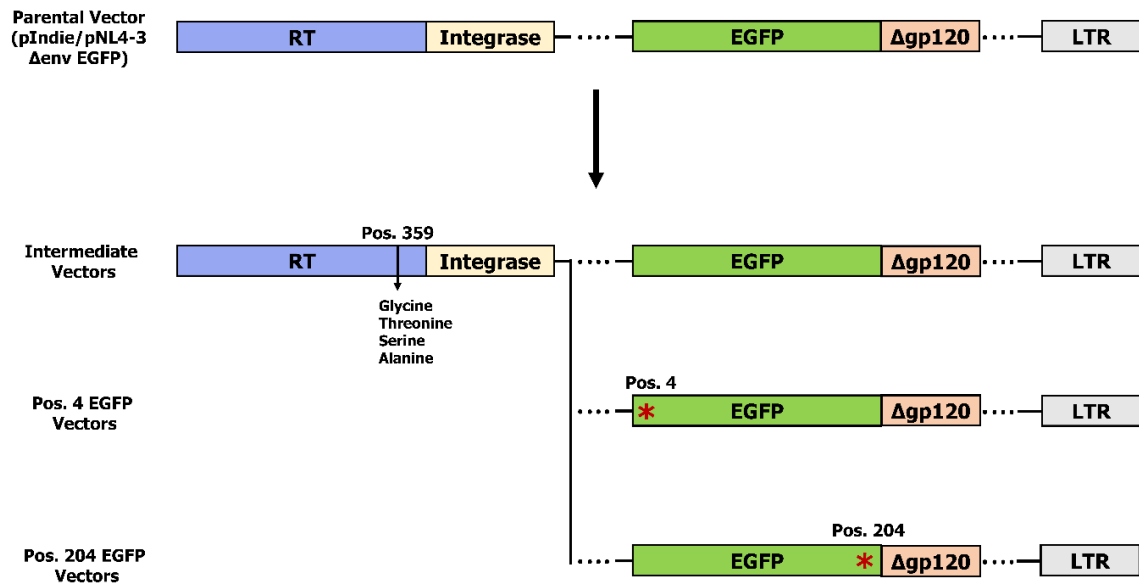 Parental Vector
(pIndie/pNL4-3
Δenv EGFP)
RT
Integrase
EGFP
Δgp120
LTR
Pos. 359
Intermediate
Vectors
RT
Integrase
EGFP
Δgp120
LTR
Glycine
Threonine
Serine
Alanine
Pos. 4
Pos. 4 EGFP
Vectors
*
EGFP
Δgp120
LTR
Pos. 204
Pos. 204 EGFP
Vectors
EGFP
*
Δgp120
LTR